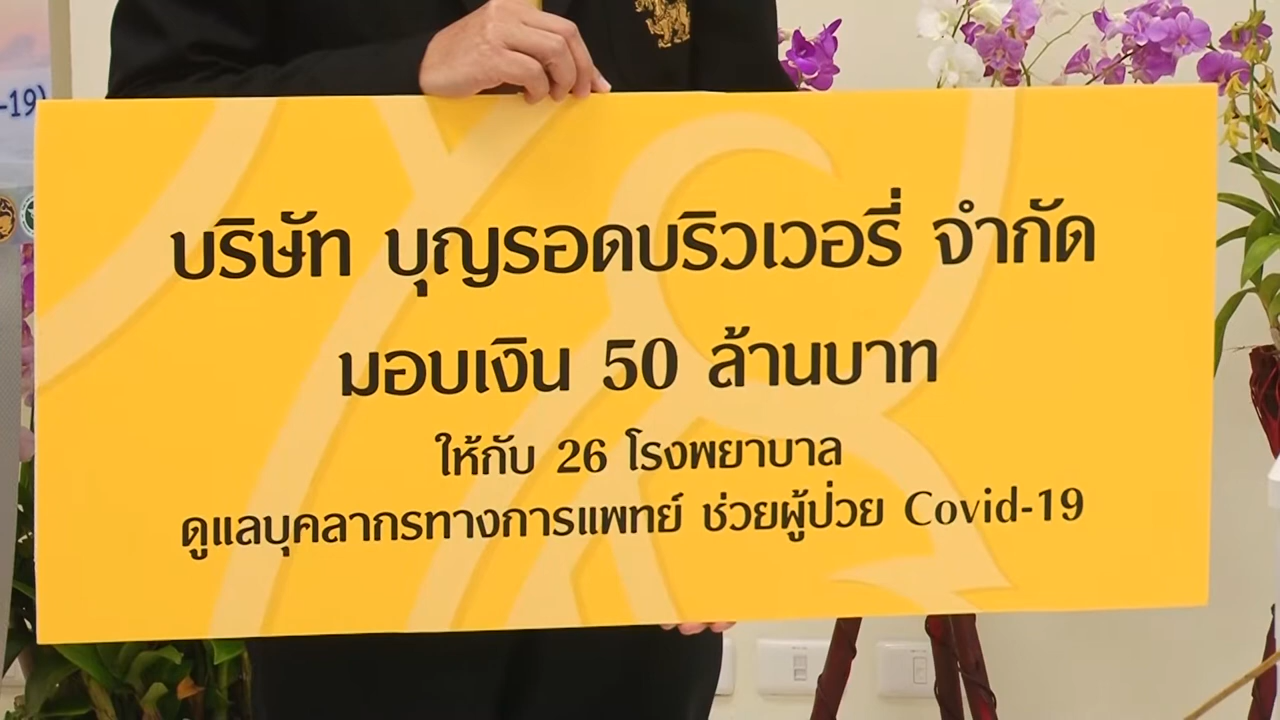 -19)
บริษัท บุญรอดบริวเวอรี่ จำกัด
มอบเงิน 50 ล้านบาท
ให้กับ 26 โรงพยาบาล
ดูแลบุคลากรทางการแพทย์ ช่วยผู้ป่วย Covid-19